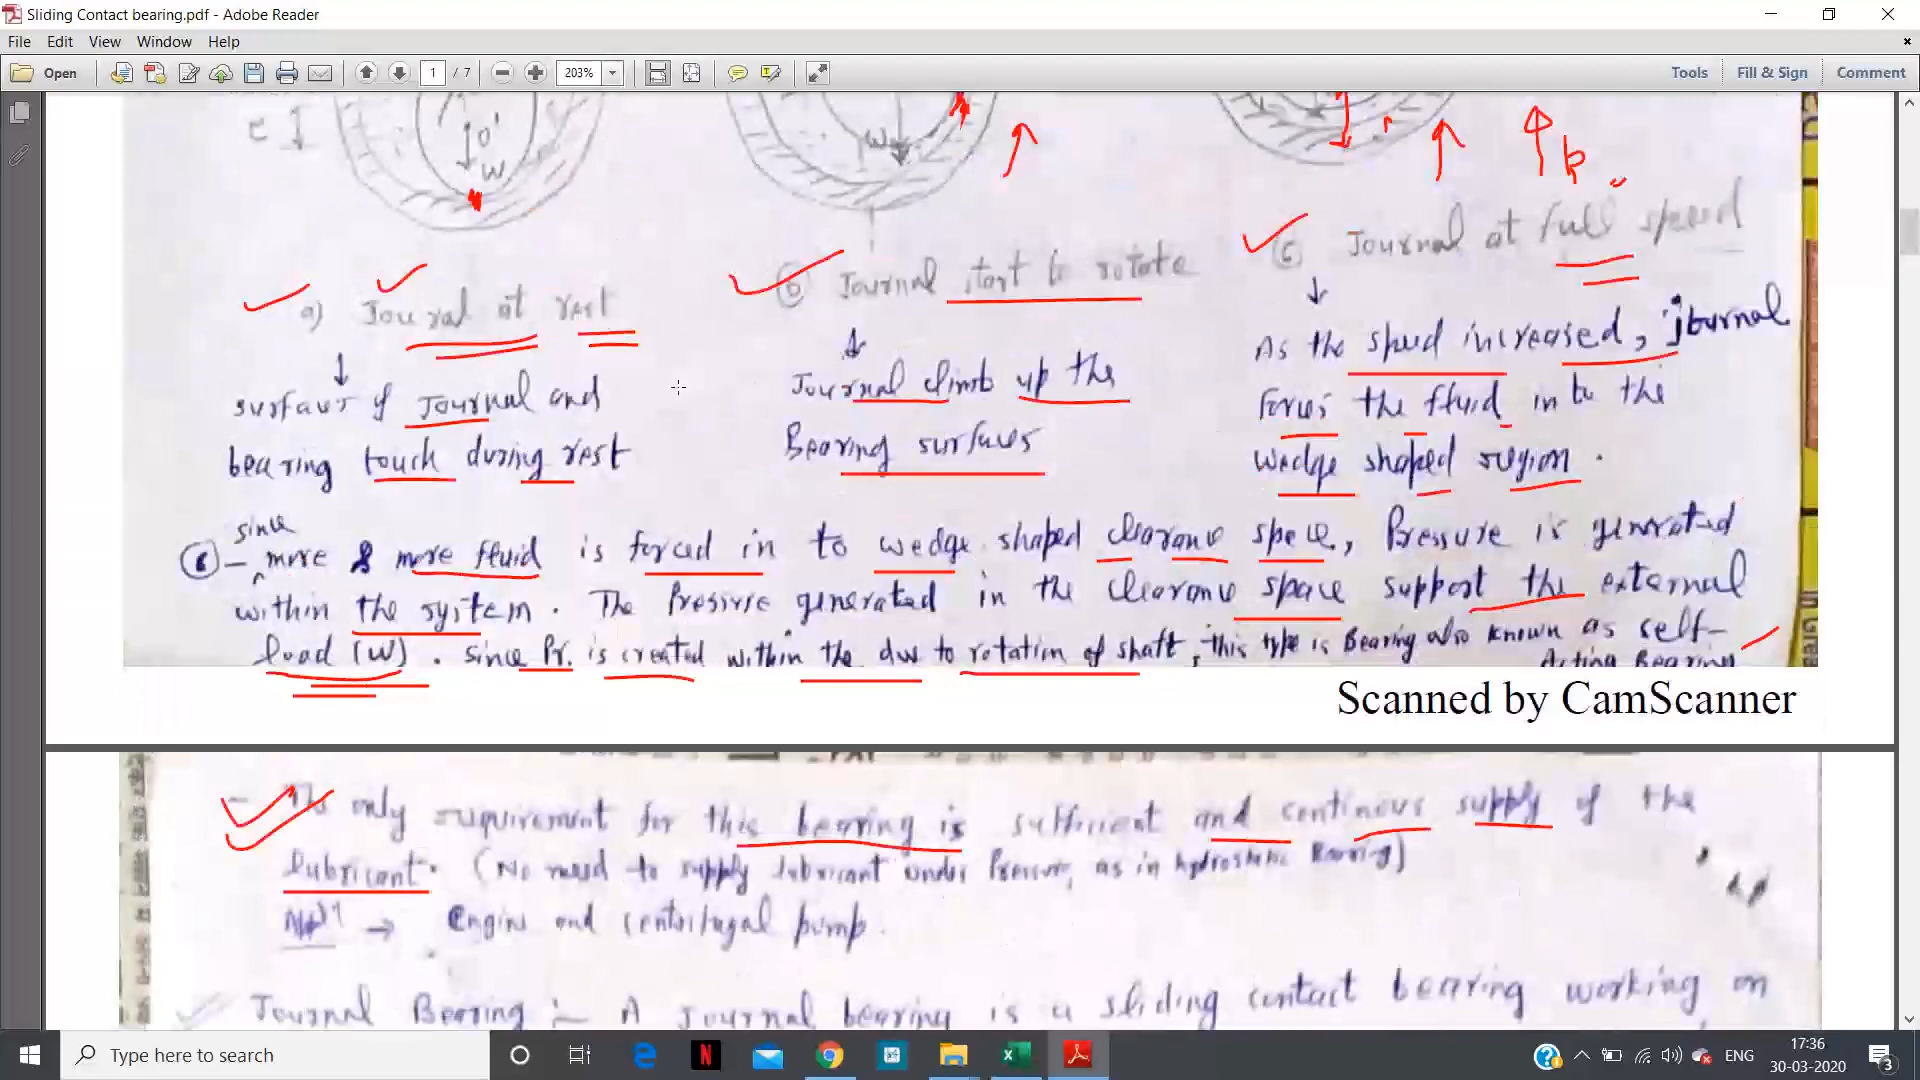 Sliding Contact bearing.pdf - Adobe Reader
File Edit View Window Help
Open 1 / 7 203% Tools Fill & Sign Comment
W
W
a) Joural at rest
b Journal start to rotate
c Journal at full speed
surfaus of Journal and
bearing touch during rest
Journal climb up the
Bearing surfaces
As the speed increased, journal
forces the fluid in to the
wedge shaped region.
since
6 - more & more fluid is forced in to wedge shaped clearance space, Pressure is generated
within the system. The Pressure generated in the clearance space support the external
load (W). since Pr. is created within the due to rotation of shaft, this type is Bearing also known as self-
Acting Bearing
Scanned by CamScanner
- The only requirement for this bearing is sufficient and continous supply of the
lubricant. (No need to supply lubricant under Pressure, as in hydrostatic Bearing)
→ Engine and centrifugal pump.
Journal Bearing :- A Journal bearing is a sliding contact bearing working on
Type here to search
ENG
17:36
30-03-2020
3